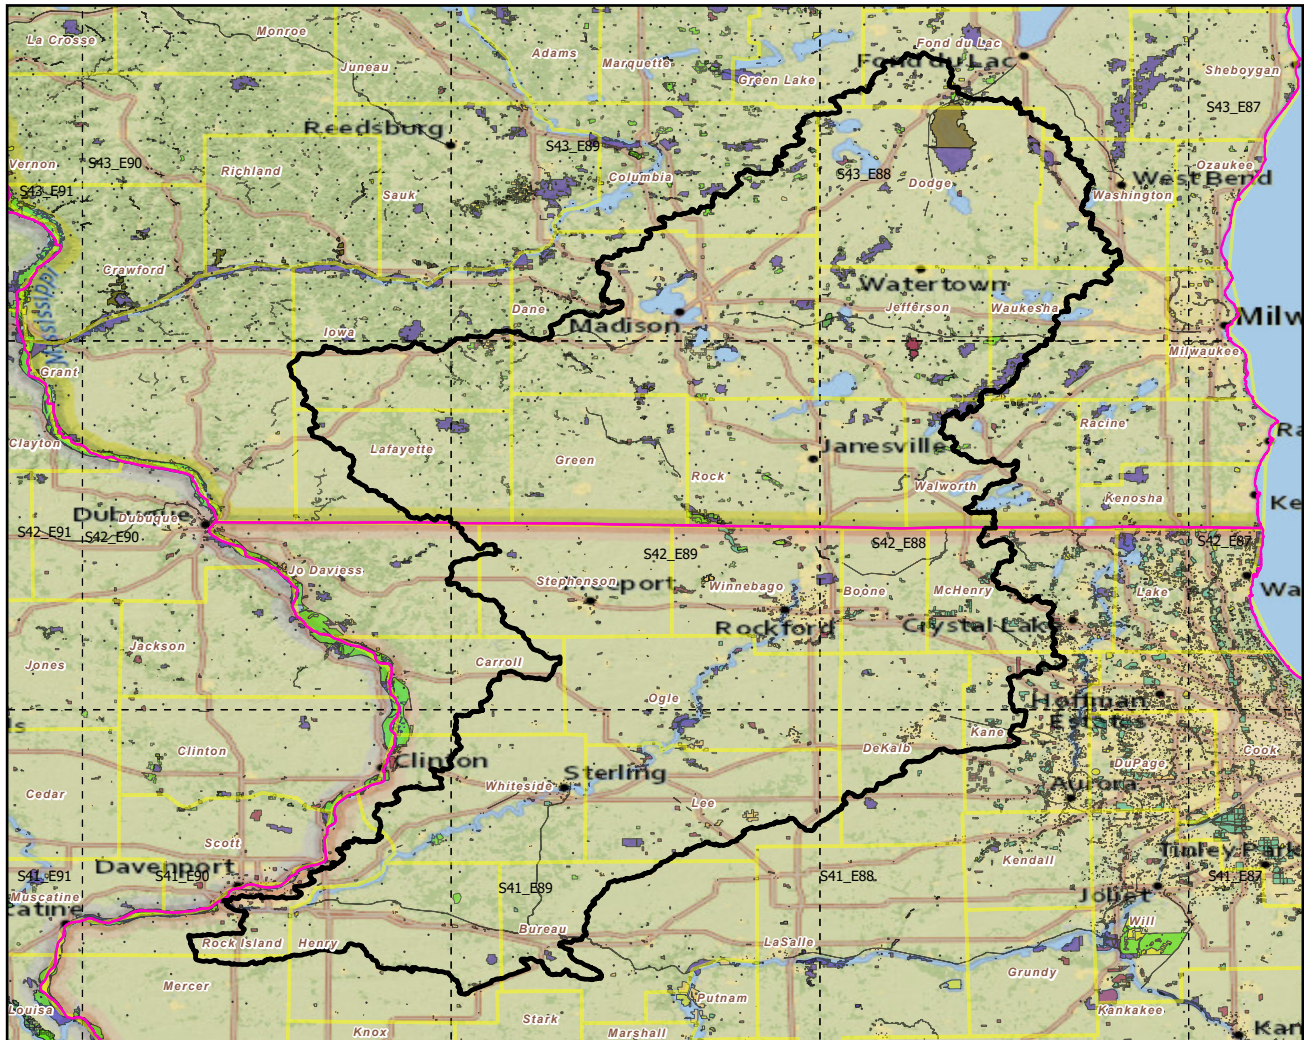 La Crosse
Monroe
Juneau
Adams
Marquette
Green Lake
Fond du Lac
Fond du Lac
Sheboygan
S43_E87
Reedsburg
S43_E89
Vernon
S43_E90
Richland
Columbia
S43_E88
Dodge
Ozaukee
West Bend
S43_E91
Sauk
Washington
Crawford
Watertown
Iowa
Dane
Madison
Jefferson
Waukesha
Milw
Milwaukee
Grant
Clayton
Lafayette
Green
Rock
Janesville
Racine
Ra
Walworth
Kenosha
Ke
Dubuque
Dubuque
S42_E91
S42_E90
S42_E89
S42_E88
S42_E87
Jo Daviess
Stephenson
eport
Winnebago
Boone
McHenry
Lake
Wa
Rockford
Crystal Lake
Jackson
Jones
Carroll
Ogle
Hoffman
Estates
Clinton
Clinton
Kane
DeKalb
Cook
DuPage
Sterling
Whiteside
Aurora
Cedar
Lee
Scott
Davenport
Kendall
Tinley Park
S41_E91
S41_E90
S41_E89
S41_E88
S41_E87
Muscatine
catine
Joliet
Rock Island
Henry
Bureau
LaSalle
Will
Mercer
Grundy
Louisa
Putnam
Kankakee
Stark
Knox
Marshall
Kan